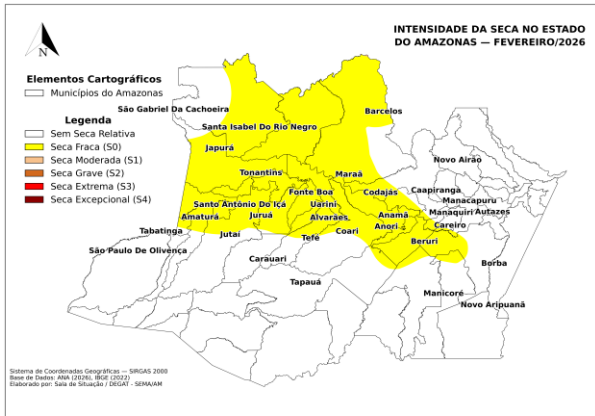 INTENSIDADE DA SECA NO ESTADO
DO AMAZONAS — FEVEREIRO/2026
N
Elementos Cartográficos
Municípios do Amazonas
Legenda
Sem Seca Relativa
Seca Fraca (S0)
Seca Moderada (S1)
Seca Grave (S2)
Seca Extrema (S3)
Seca Excepcional (S4)
São Gabriel Da Cachoeira
Barcelos
Santa Isabel Do Rio Negro
Japurá
Novo Airão
Tonantins
Maraã
Fonte Boa
Codajás
Caapiranga
Santo Antônio Do Içá
Uarini
Manacapuru
Amaturá
Juruá
Alvarães
Anamã
Manaquiri
Autazes
Anori
Careiro
Tabatinga
Jutaí
Tefé
Coari
Beruri
São Paulo De Olivença
Carauari
Borba
Tapauá
Manicoré
Novo Aripuanã
Sistema de Coordenadas Geográficas — SIRGAS 2000
Base de Dados: ANA (2026), IBGE (2022)
Elaborado por: Sala de Situação / DEGAT - SEMA/AM